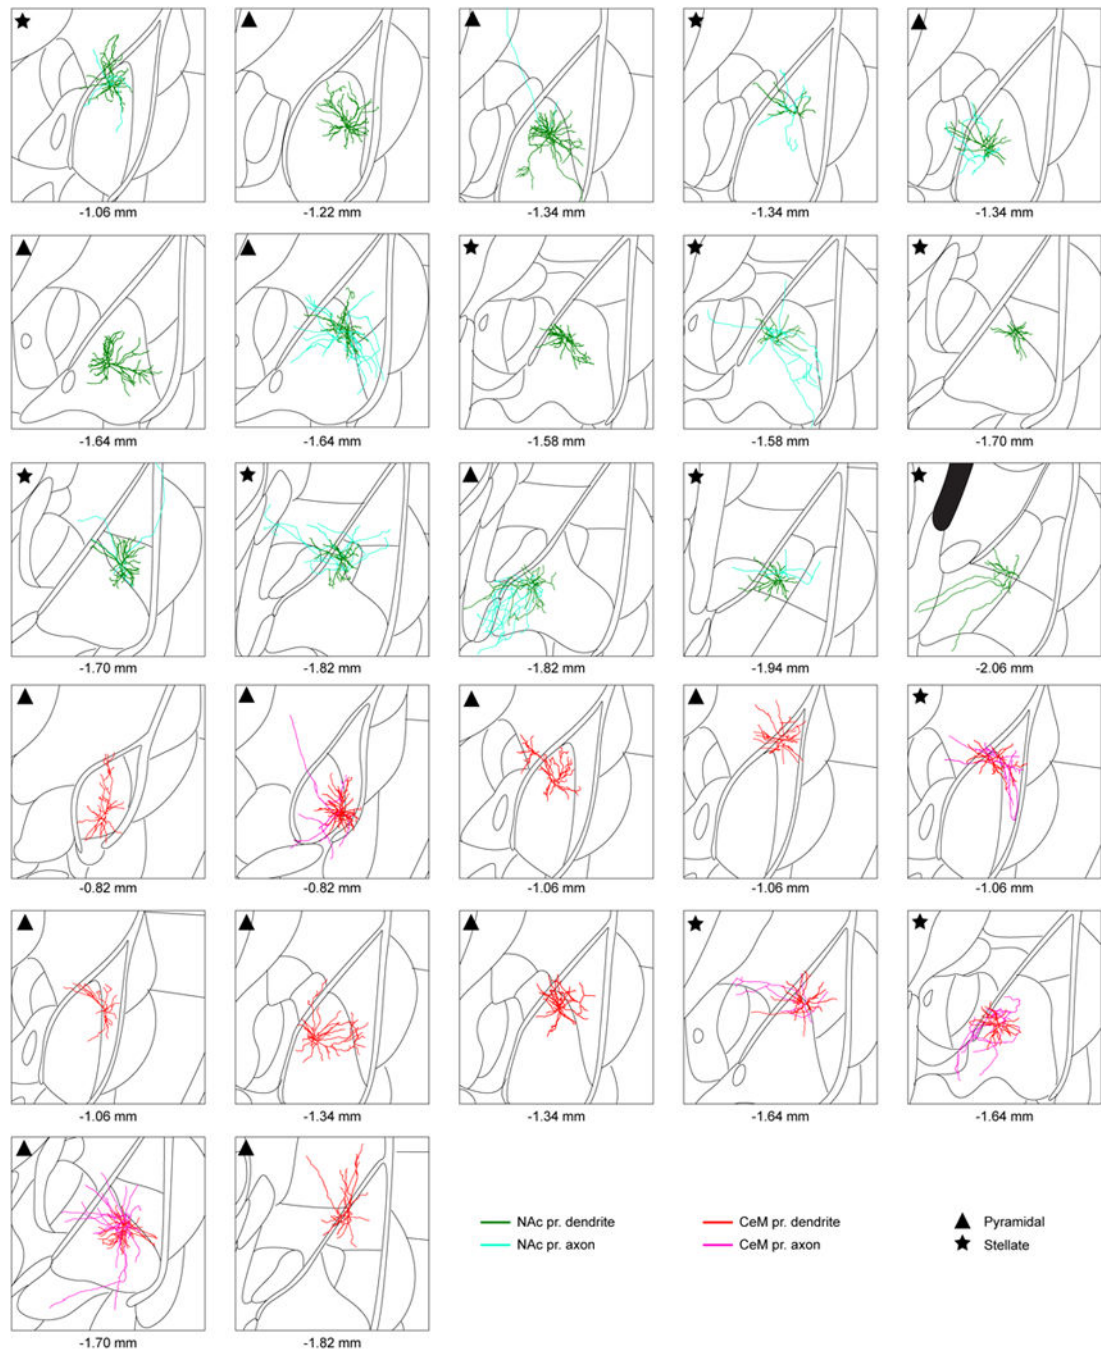 -1.06 mm
-1.22 mm
-1.34 mm
-1.34 mm
-1.34 mm
-1.64 mm
-1.64 mm
-1.58 mm
-1.58 mm
-1.70 mm
-1.70 mm
-1.82 mm
-1.82 mm
-1.94 mm
-2.06 mm
-0.82 mm
-0.82 mm
-1.06 mm
-1.06 mm
-1.06 mm
-1.06 mm
-1.34 mm
-1.34 mm
-1.64 mm
-1.64 mm
-1.70 mm
-1.82 mm
NAc pr. dendrite
NAc pr. axon
CeM pr. dendrite
CeM pr. axon
Pyramidal
Stellate